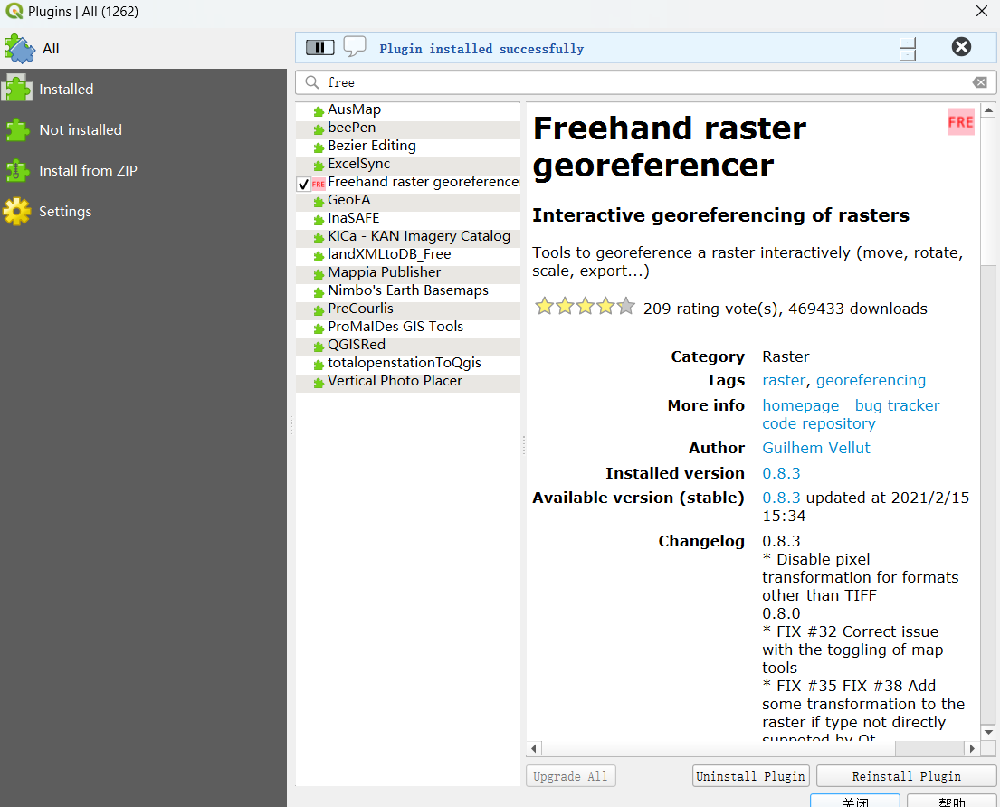 Plugins | All (1262)
All
Installed
Not installed
Install from ZIP
Settings
Plugin installed successfully
free
AusMap
beePen
Bezier Editing
ExcelSync
FRE Freehand raster georeference
GeoFA
InaSAFE
KICa - KAN Imagery Catalog
landXMLtoDB_Free
Mappia Publisher
Nimbo's Earth Basemaps
PreCourlis
ProMaIDes GIS Tools
QGISRed
totalopenstationToQgis
Vertical Photo Placer
FRE
Freehand raster
georeferencer
Interactive georeferencing of rasters
Tools to georeference a raster interactively (move, rotate,
scale, export...)
209 rating vote(s), 469433 downloads
Category Raster
Tags raster, georeferencing
More info homepage bug tracker
code repository
Author Guilhem Vellut
Installed version 0.8.3
Available version (stable) 0.8.3 updated at 2021/2/15
15:34
Changelog 0.8.3
* Disable pixel
transformation for formats
other than TIFF
0.8.0
* FIX #32 Correct issue
with the toggling of map
tools
* FIX #35 FIX #38 Add
some transformation to the
raster if type not directly
suppoted by Qt
Upgrade All
Uninstall Plugin
Reinstall Plugin
关闭
帮助